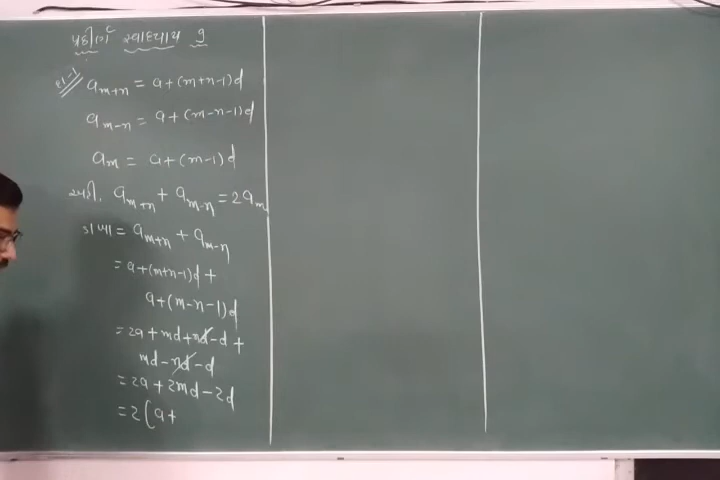 પ્રકીર્ણ સ્વાધ્યાય 9
દા-1 a_{m+n} = a+(m+n-1)d
a_{m-n} = a+(m-n-1)d
a_m = a+(m-1)d
a_{m+n} + a_{m-n} = 2a_m
ડાબા = a_{m+n} + a_{m-n}
= a+(m+n-1)d +
a+(m-n-1)d
= 2a+md+nd-d +
md-nd-d
= 2a+2md-2d
= 2(a+